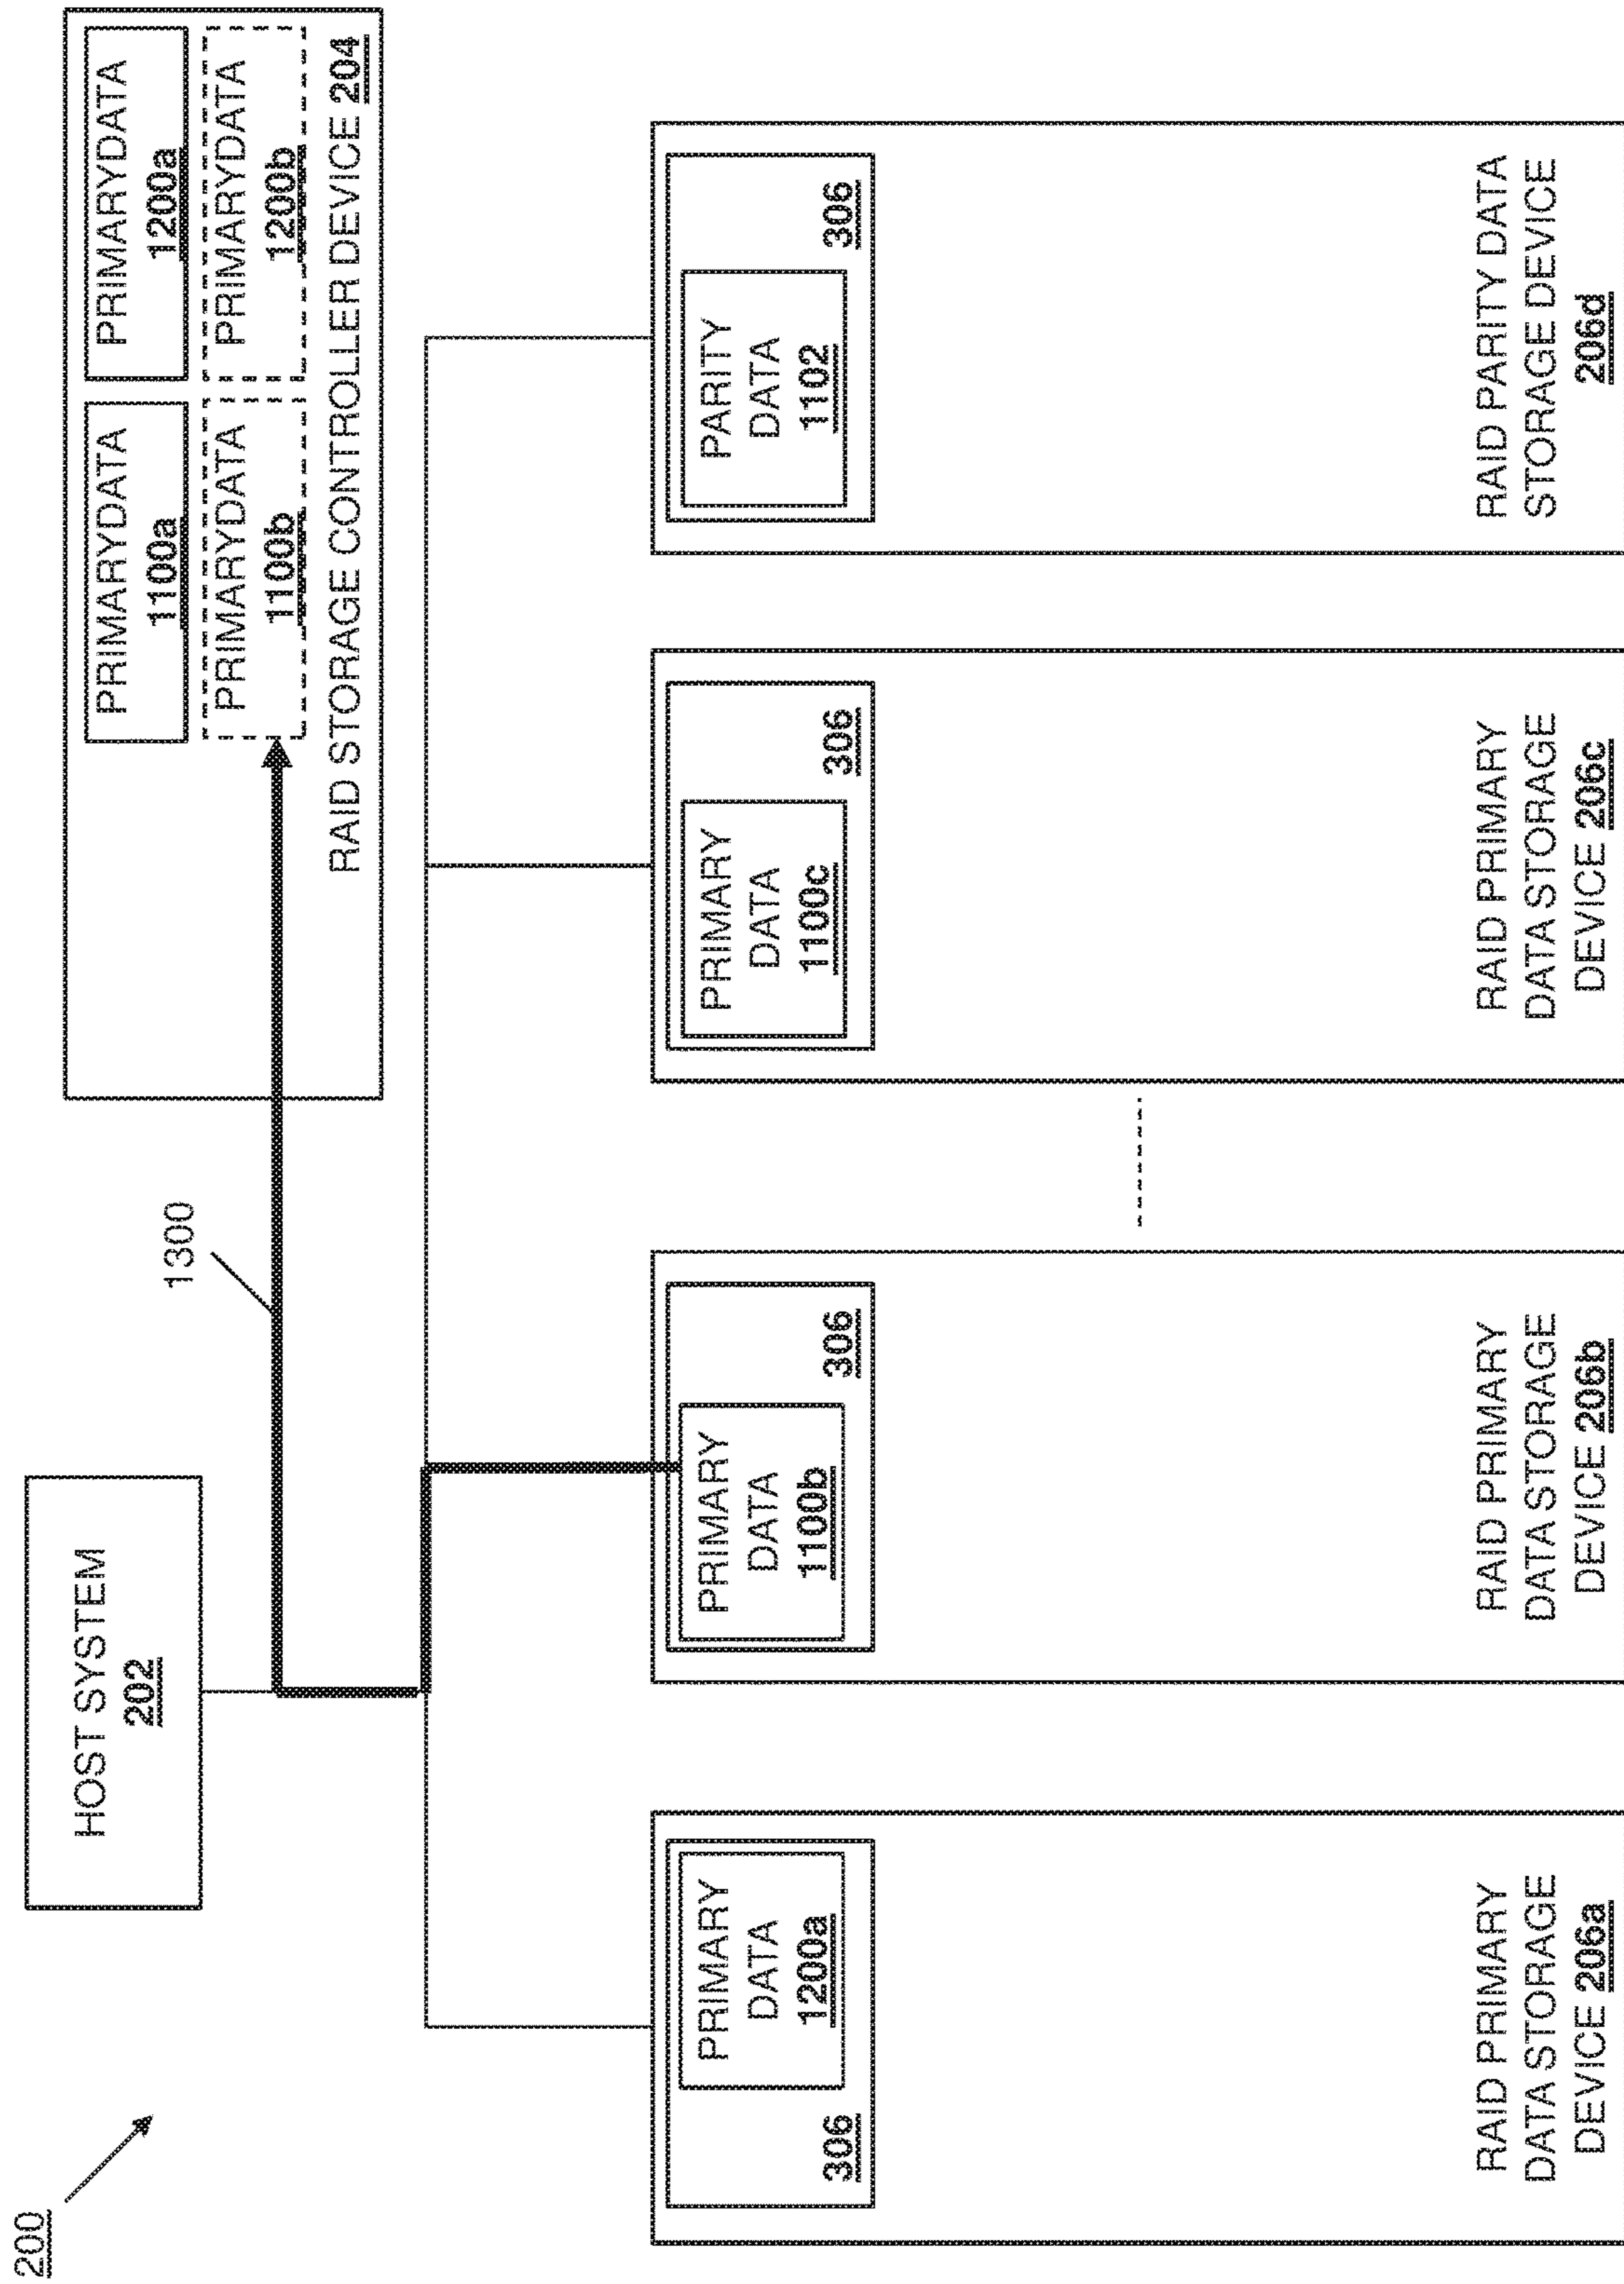 200
HOST SYSTEM
202
1300
PRIMARYDATA
1100a
PRIMARYDATA
1200a
PRIMARYDATA
1100b
PRIMARYDATA
1200b
RAID STORAGE CONTROLLER DEVICE 204
306
PRIMARY
DATA
1200a
RAID PRIMARY
DATA STORAGE
DEVICE 206a
PRIMARY
DATA
1100b
306
RAID PRIMARY
DATA STORAGE
DEVICE 206b
PRIMARY
DATA
1100c
306
RAID PRIMARY
DATA STORAGE
DEVICE 206c
PARITY
DATA
1102
306
RAID PARITY DATA
STORAGE DEVICE
206d